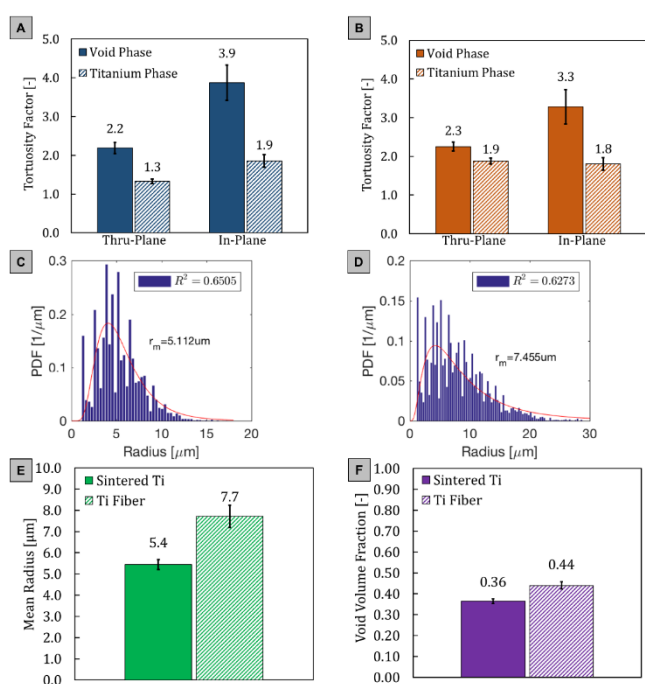 A
Tortuosity Factor [-]
5.0
4.0
3.0
2.0
1.0
0.0
Void Phase
Titanium Phase
2.2
1.3
3.9
1.9
Thru-Plane
In-Plane
B
Tortuosity Factor [-]
5.0
4.0
3.0
2.0
1.0
0.0
Void Phase
Titanium Phase
2.3
1.9
3.3
1.8
Thru-Plane
In-Plane
C
PDF [1/μm]
0.3
0.2
0.1
0
R² = 0.6505
rₘ=5.112um
0 5 10 15 20
Radius [μm]
D
PDF [1/μm]
0.2
0.15
0.1
0.05
0
R² = 0.6273
rₘ=7.455um
0 10 20 30
Radius [μm]
E
Mean Radius [μm]
10.0
9.0
8.0
7.0
6.0
5.0
4.0
3.0
2.0
1.0
0.0
Sintered Ti
Ti Fiber
5.4
7.7
F
Void Volume Fraction [-]
1.00
0.90
0.80
0.70
0.60
0.50
0.40
0.30
0.20
0.10
0.00
Sintered Ti
Ti Fiber
0.36
0.44